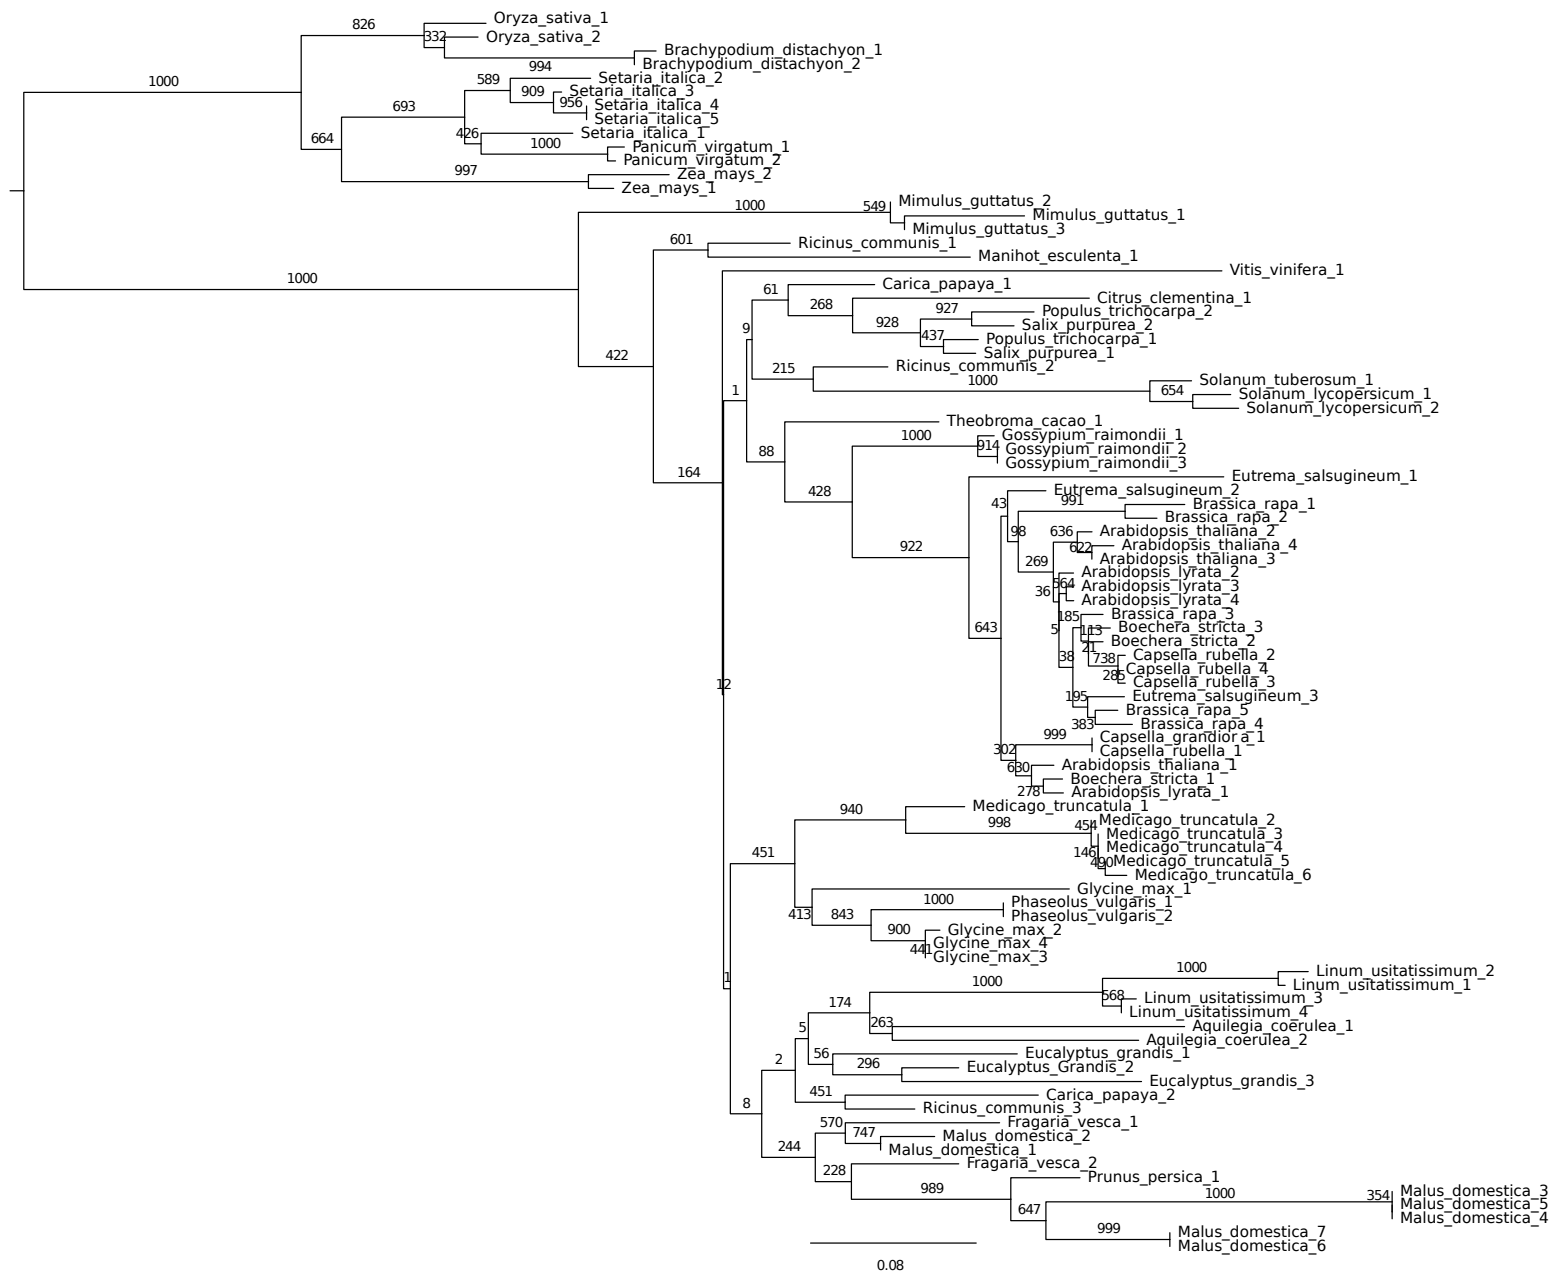 Oryza_sativa_1
826
332
Oryza_sativa_2
Brachypodium_distachyon_1
994
Brachypodium_distachyon_2
589
Setaria_italica_2
1000
909
Setaria_italica_3
693
956
Setaria_italica_4
Setaria_italica_5
664
426
Setaria_italica_1
1000
Panicum_virgatum_1
Panicum_virgatum_2
997
Zea_mays_2
Zea_mays_1
1000
549
Mimulus_guttatus_2
Mimulus_guttatus_1
Mimulus_guttatus_3
601
Ricinus_communis_1
Manihot_esculenta_1
1000
Vitis_vinifera_1
61
Carica_papaya_1
268
Citrus_clementina_1
927
Populus_trichocarpa_2
928
Salix_purpurea_2
9
437
Populus_trichocarpa_1
Salix_purpurea_1
422
215
Ricinus_communis_2
1000
Solanum_tuberosum_1
1
654
Solanum_lycopersicum_1
Solanum_lycopersicum_2
Theobroma_cacao_1
1000
Gossypium_raimondii_1
88
914
Gossypium_raimondii_2
Gossypium_raimondii_3
164
Eutrema_salsugineum_1
428
43
Eutrema_salsugineum_2
991
Brassica_rapa_1
Brassica_rapa_2
98
636
Arabidopsis_thaliana_2
922
622
Arabidopsis_thaliana_4
269
Arabidopsis_thaliana_3
Arabidopsis_lyrata_2
36
564
Arabidopsis_lyrata_3
Arabidopsis_lyrata_4
185
Brassica_rapa_3
643
5
113
Boechera_stricta_3
21
Boechera_stricta_2
38
738
Capsella_rubella_2
285
Capsella_rubella_4
Capsella_rubella_3
12
195
Eutrema_salsugineum_3
Brassica_rapa_5
383
Brassica_rapa_4
999
Capsella_grandiora_1
302
Capsella_rubella_1
630
Arabidopsis_thaliana_1
Boechera_stricta_1
278
Arabidopsis_lyrata_1
940
Medicago_truncatula_1
998
454
Medicago_truncatula_2
Medicago_truncatula_3
451
146
Medicago_truncatula_4
490
Medicago_truncatula_5
Medicago_truncatula_6
Glycine_max_1
413
843
1000
Phaseolus_vulgaris_1
Phaseolus_vulgaris_2
900
Glycine_max_2
441
Glycine_max_4
Glycine_max_3
1
1000
1000
Linum_usitatissimum_2
Linum_usitatissimum_1
174
568
Linum_usitatissimum_3
Linum_usitatissimum_4
5
263
Aquilegia_coerulea_1
Aquilegia_coerulea_2
2
56
Eucalyptus_grandis_1
296
Eucalyptus_Grandis_2
Eucalyptus_grandis_3
8
451
Carica_papaya_2
Ricinus_communis_3
570
Fragaria_vesca_1
747
Malus_domestica_2
244
Malus_domestica_1
228
Fragaria_vesca_2
989
Prunus_persica_1
647
1000
354
Malus_domestica_3
Malus_domestica_5
Malus_domestica_4
999
Malus_domestica_7
Malus_domestica_6
0.08